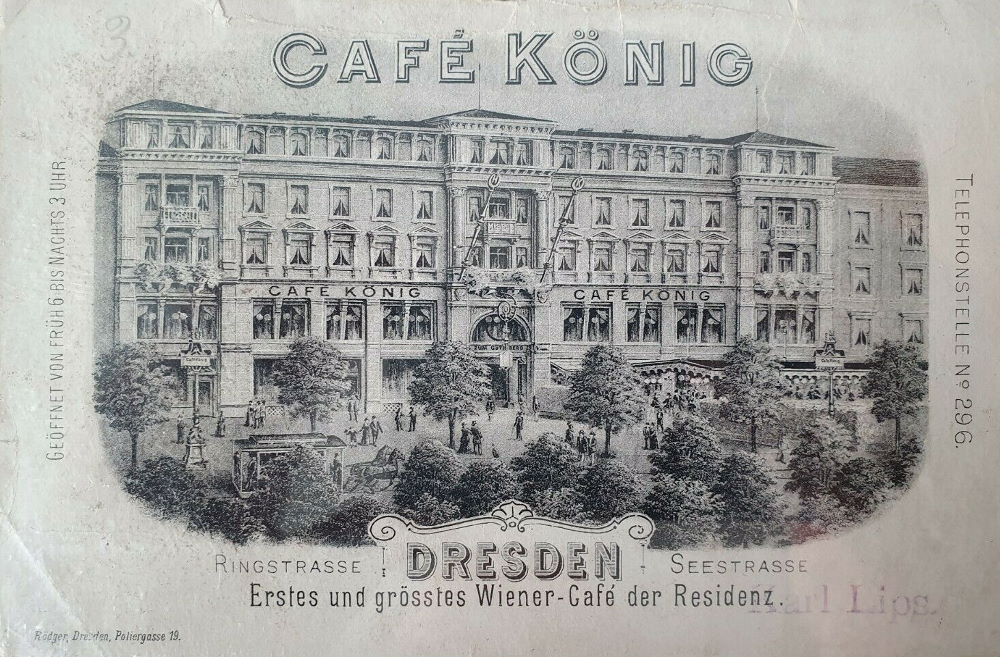 3.
CAFÉ KÖNIG
GEÖFFNET VON FRÜH 6 BIS NACHTS 3 UHR.
TELEPHONSTELLE No 296.
CAFÉ KÖNIG
CAFÉ KÖNIG
RINGSTRASSE
DRESDEN
SEESTRASSE
Erstes und grösstes Wiener-Café der Residenz.
Karl Lips.
Rödger, Dresden, Poliergasse 19.